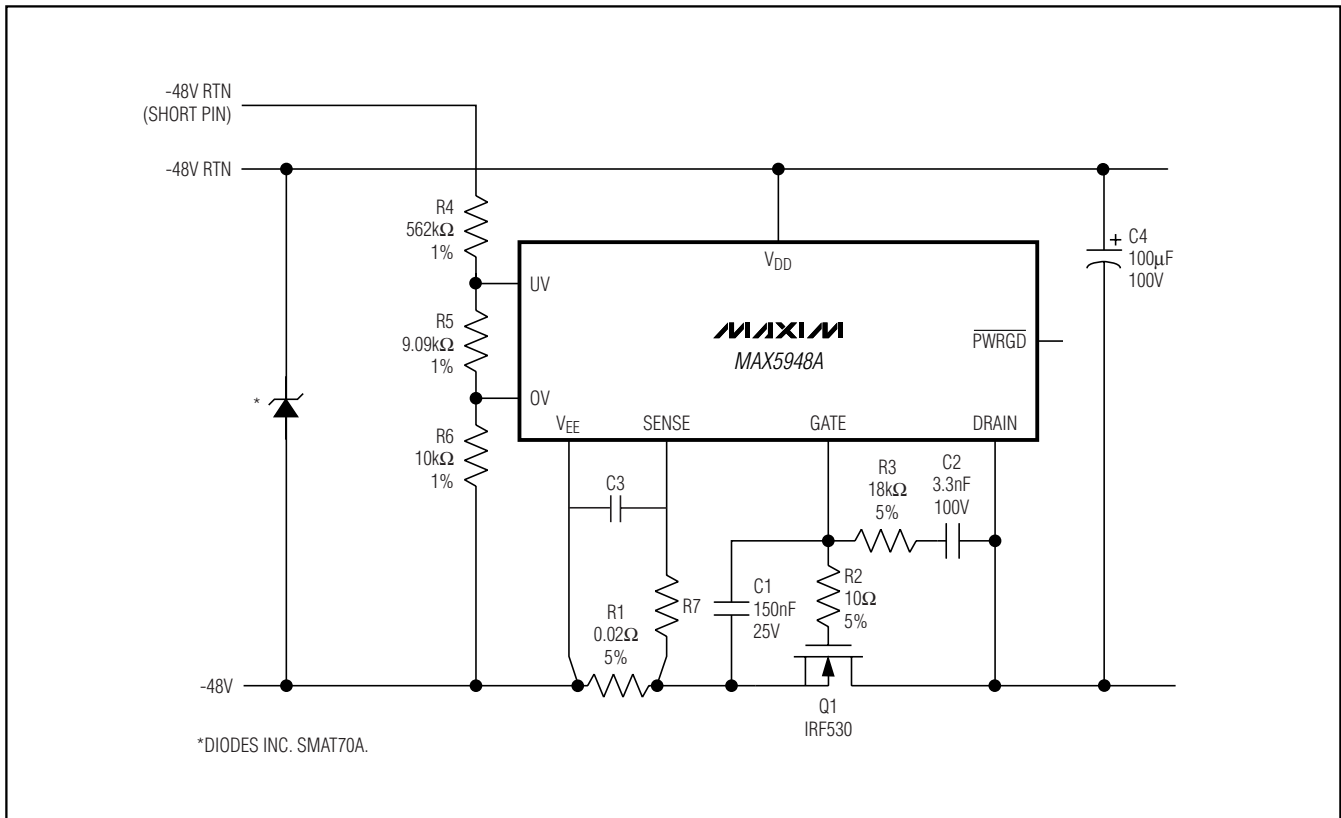 -48V RTN
(SHORT PIN)
-48V RTN
R4
562kΩ
1%
UV
R5
9.09kΩ
1%
OV
R6
10kΩ
1%
*
VDD
MAXIM
MAX5948A
PWRGD
VEE
SENSE
GATE
DRAIN
+ C4
100µF
100V
C3
R7
R1
0.02Ω
5%
C1
150nF
25V
R3
18kΩ
5%
C2
3.3nF
100V
R2
10Ω
5%
-48V
Q1
IRF530
*DIODES INC. SMAT70A.